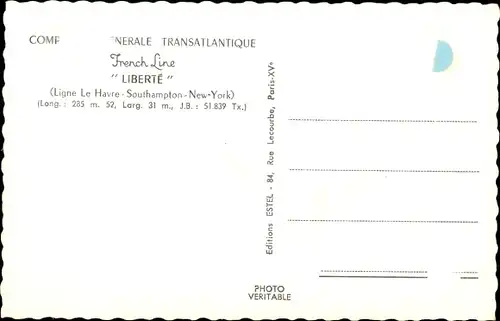 COMP NERALE TRANSATLANTIQUE
French Line
" LIBERTÉ "
(Ligne Le Havre - Southampton - New-York)
(Long. : 285 m. 52, Larg. 31 m., J.B. : 51.839 Tx.)
Editions ESTEL - 84, Rue Lecourbe, Paris-XVe
PHOTO
VERITABLE